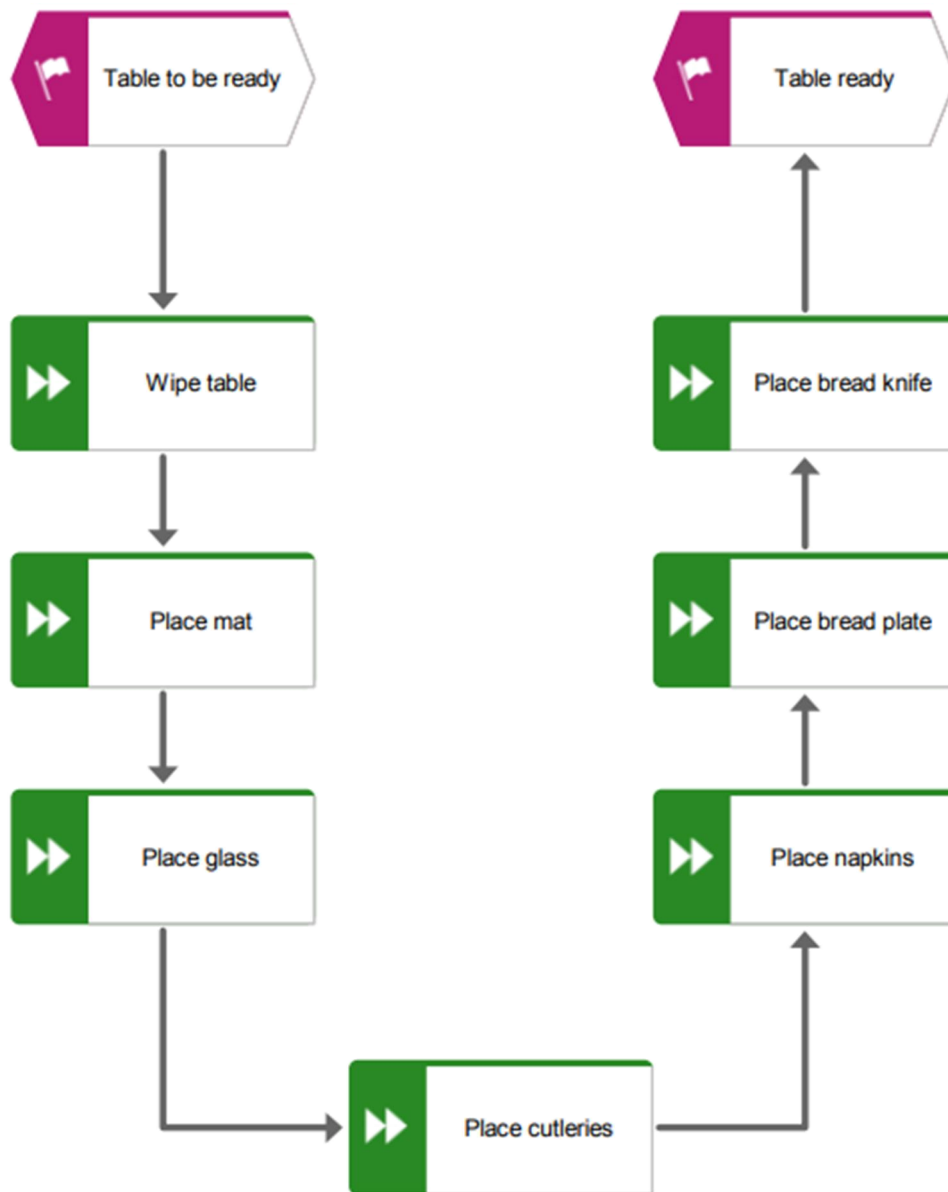 Table to be ready
Wipe table
Place mat
Place glass
Place cutleries
Place napkins
Place bread plate
Place bread knife
Table ready